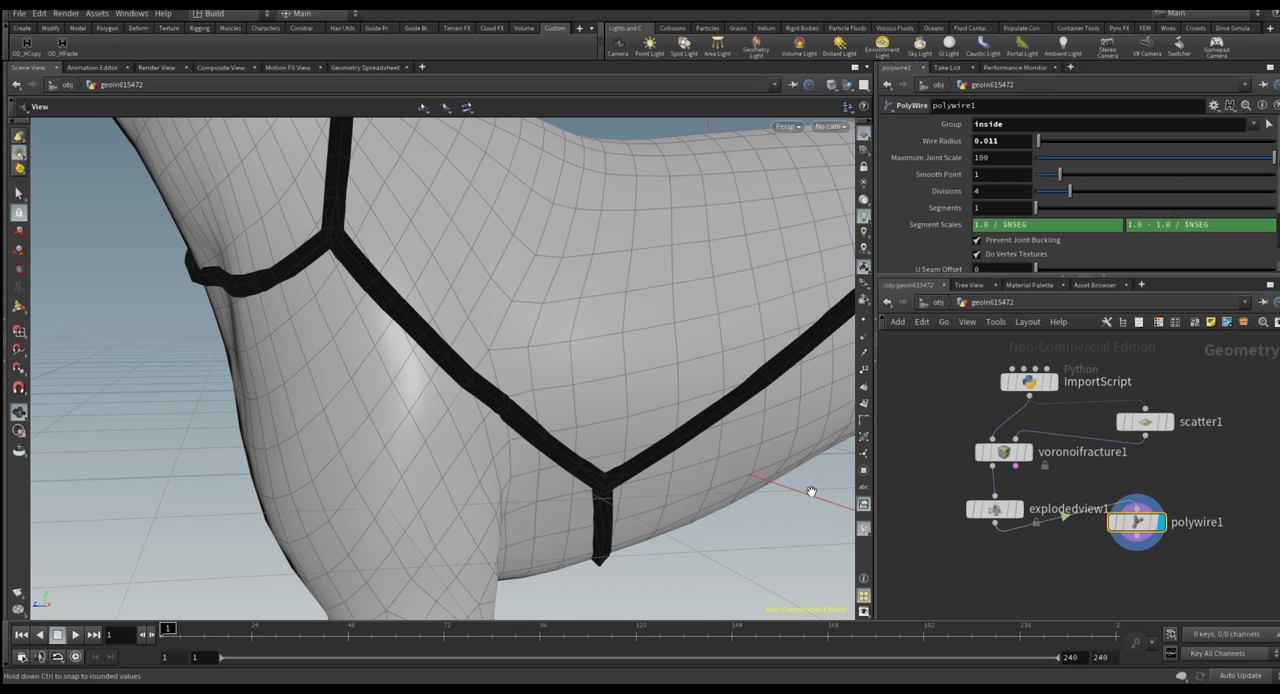 File Edit Render Assets Windows Help Build Main Main
Create Modify Model Polygon Deform Texture Rigging Muscles Constrain Hair Utils Guide Pr Guide Br Terrain FX Cloud FX Volume Custom
OD_HCopy OD_HPaste
Lights and C Collisions Particles Grains Vellum Rigid Bodies Particle Fluids Viscous Fluids Oceans Fluid Contai Populate Con Container Tools Pyro FX FEM Wires Crowds Drive Simula
Camera Point Light Spot Light Area Light Geometry Light Volume Light Distant Light Environment Light Sky Light GI Light Caustic Light Portal Light Ambient Light Stereo Camera VR Camera Switcher Gamepad Camera
Scene View Animation Editor Render View Composite View Motion FX View Geometry Spreadsheet
obj geoIn615472
View
Persp No cam
Non-Commercial Edition
polywire1 Take List Performance Monitor
obj geoIn615472
PolyWire polywire1
Group inside
Wire Radius 0.011
Maximum Joint Scale 100
Smooth Point 1
Divisions 4
Segments 1
Segment Scales 1.0 / $NSEG 1.0 - 1.0 / $NSEG
Prevent Joint Buckling
Do Vertex Textures
U Seam Offset 0
/obj/geoIn615472 Tree View Material Palette Asset Browser
obj geoIn615472
Add Edit Go View Tools Layout Help
Non-Commercial Edition Geometry
Python
ImportScript
scatter1
voronoifracture1
explodedview1
polywire1
abc
1 1 24 48 72 96 120 144 168 192 216 2
0 keys, 0/0 channels
1 1 240 240
Key All Channels
Hold down Ctrl to snap to rounded values
Auto Update